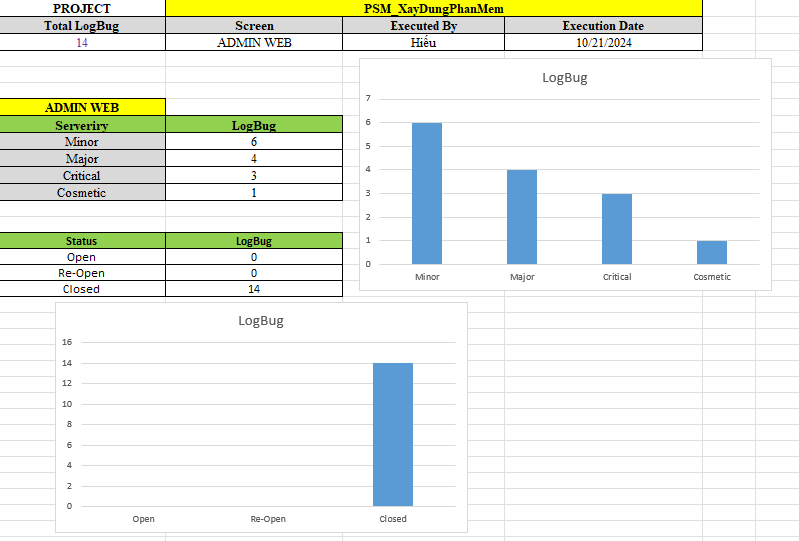 PROJECT PSM_XayDungPhanMem
Total LogBug Screen Executed By Execution Date
14 ADMIN WEB Hiếu 10/21/2024
ADMIN WEB
Serveriry LogBug
Minor 6
Major 4
Critical 3
Cosmetic 1
Status LogBug
Open 0
Re-Open 0
Closed 14
LogBug
7
6
5
4
3
2
1
0
Minor Major Critical Cosmetic
LogBug
16
14
12
10
8
6
4
2
0
Open Re-Open Closed